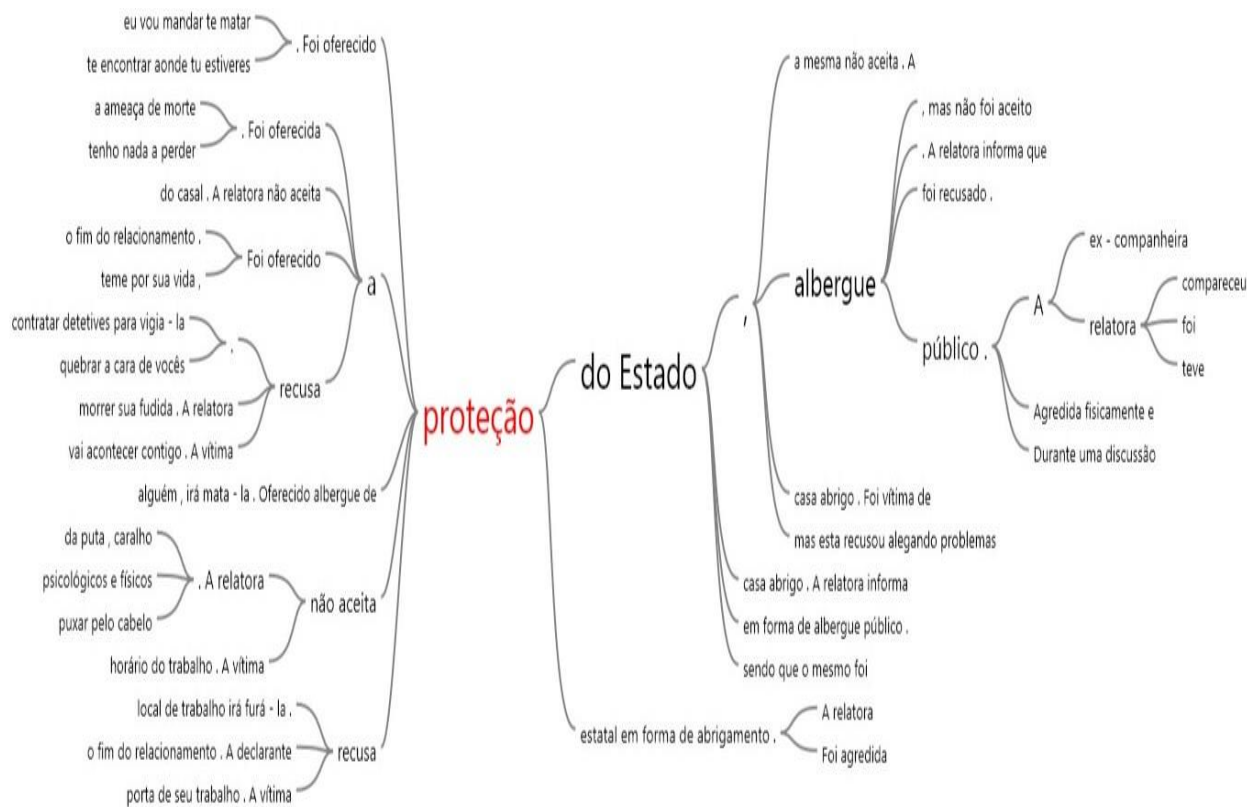 eu vou mandar te matar
te encontrar aonde tu estiveres
. Foi oferecido
a ameaça de morte
tenho nada a perder
. Foi oferecida
do casal . A relatora não aceita
o fim do relacionamento .
teme por sua vida ,
Foi oferecido
a
contratar detetives para vigia - la
quebrar a cara de vocês
.
morrer sua fudida . A relatora
vai acontecer contigo . A vítima
recusa
alguém , irá mata - la . Oferecido albergue de
da puta , caralho
psicológicos e físicos
puxar pelo cabelo
. A relatora
horário do trabalho . A vítima
não aceita
local de trabalho irá furá - la .
o fim do relacionamento . A declarante
porta de seu trabalho . A vítima
recusa
proteção
do Estado
,
a mesma não aceita . A
albergue
, mas não foi aceito
. A relatora informa que
foi recusado .
público .
A
ex - companheira
relatora
compareceu
foi
teve
Agredida fisicamente e
Durante uma discussão
casa abrigo . Foi vítima de
mas esta recusou alegando problemas
casa abrigo . A relatora informa
em forma de albergue público .
sendo que o mesmo foi
estatal em forma de abrigamento .
A relatora
Foi agredida